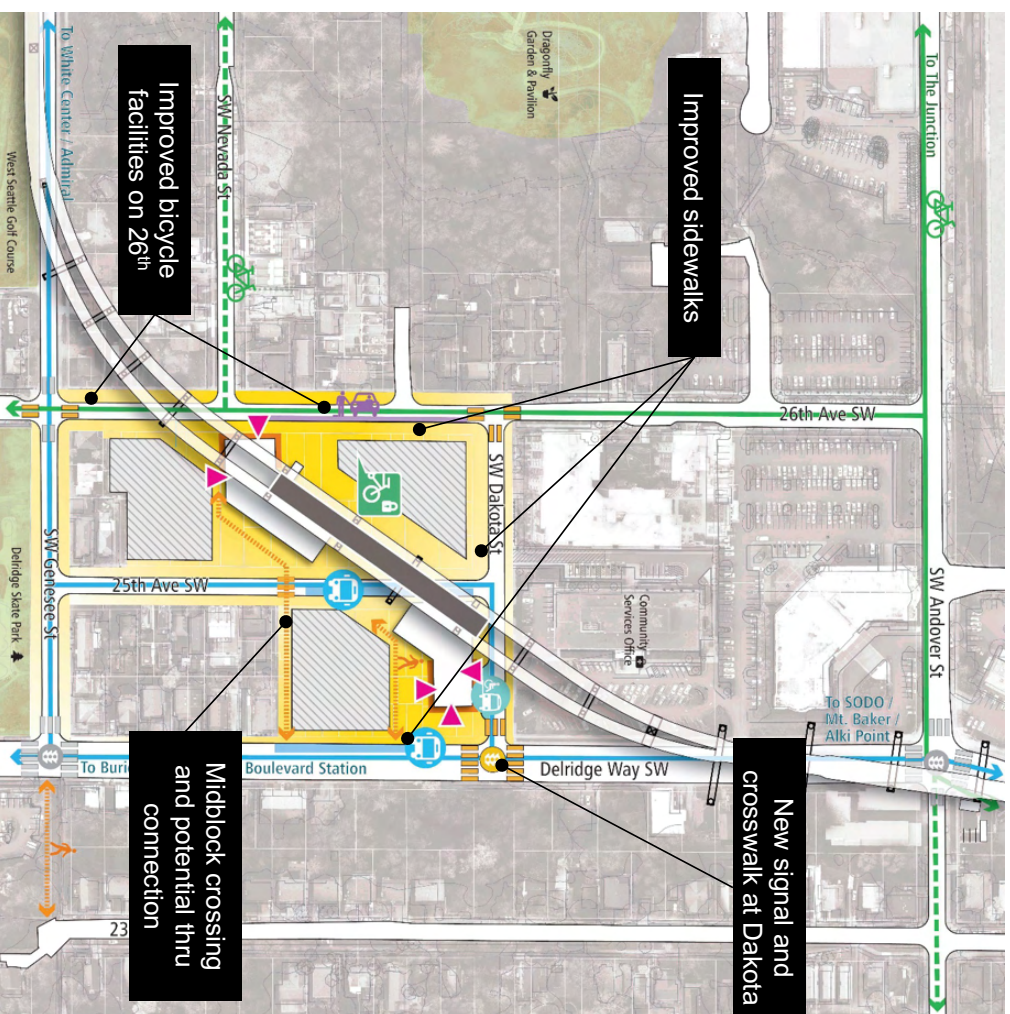 Improved bicycle
facilities on 26th
Improved sidewalks
Midblock crossing
and potential thru
connection
New signal and
crosswalk at Dakota
To White Center / Admiral
West Seattle Golf Course
SW Nevada St
Dragonfly
Garden & Pavilion
To The Junction
26th Ave SW
SW Dakota St
SW Andover St
SW Genesee St
25th Ave SW
Delridge Skate Park
Community
Services Office
To SODO /
Mt. Baker /
Alki Point
To Buri
Boulevard Station
Delridge Way SW
23